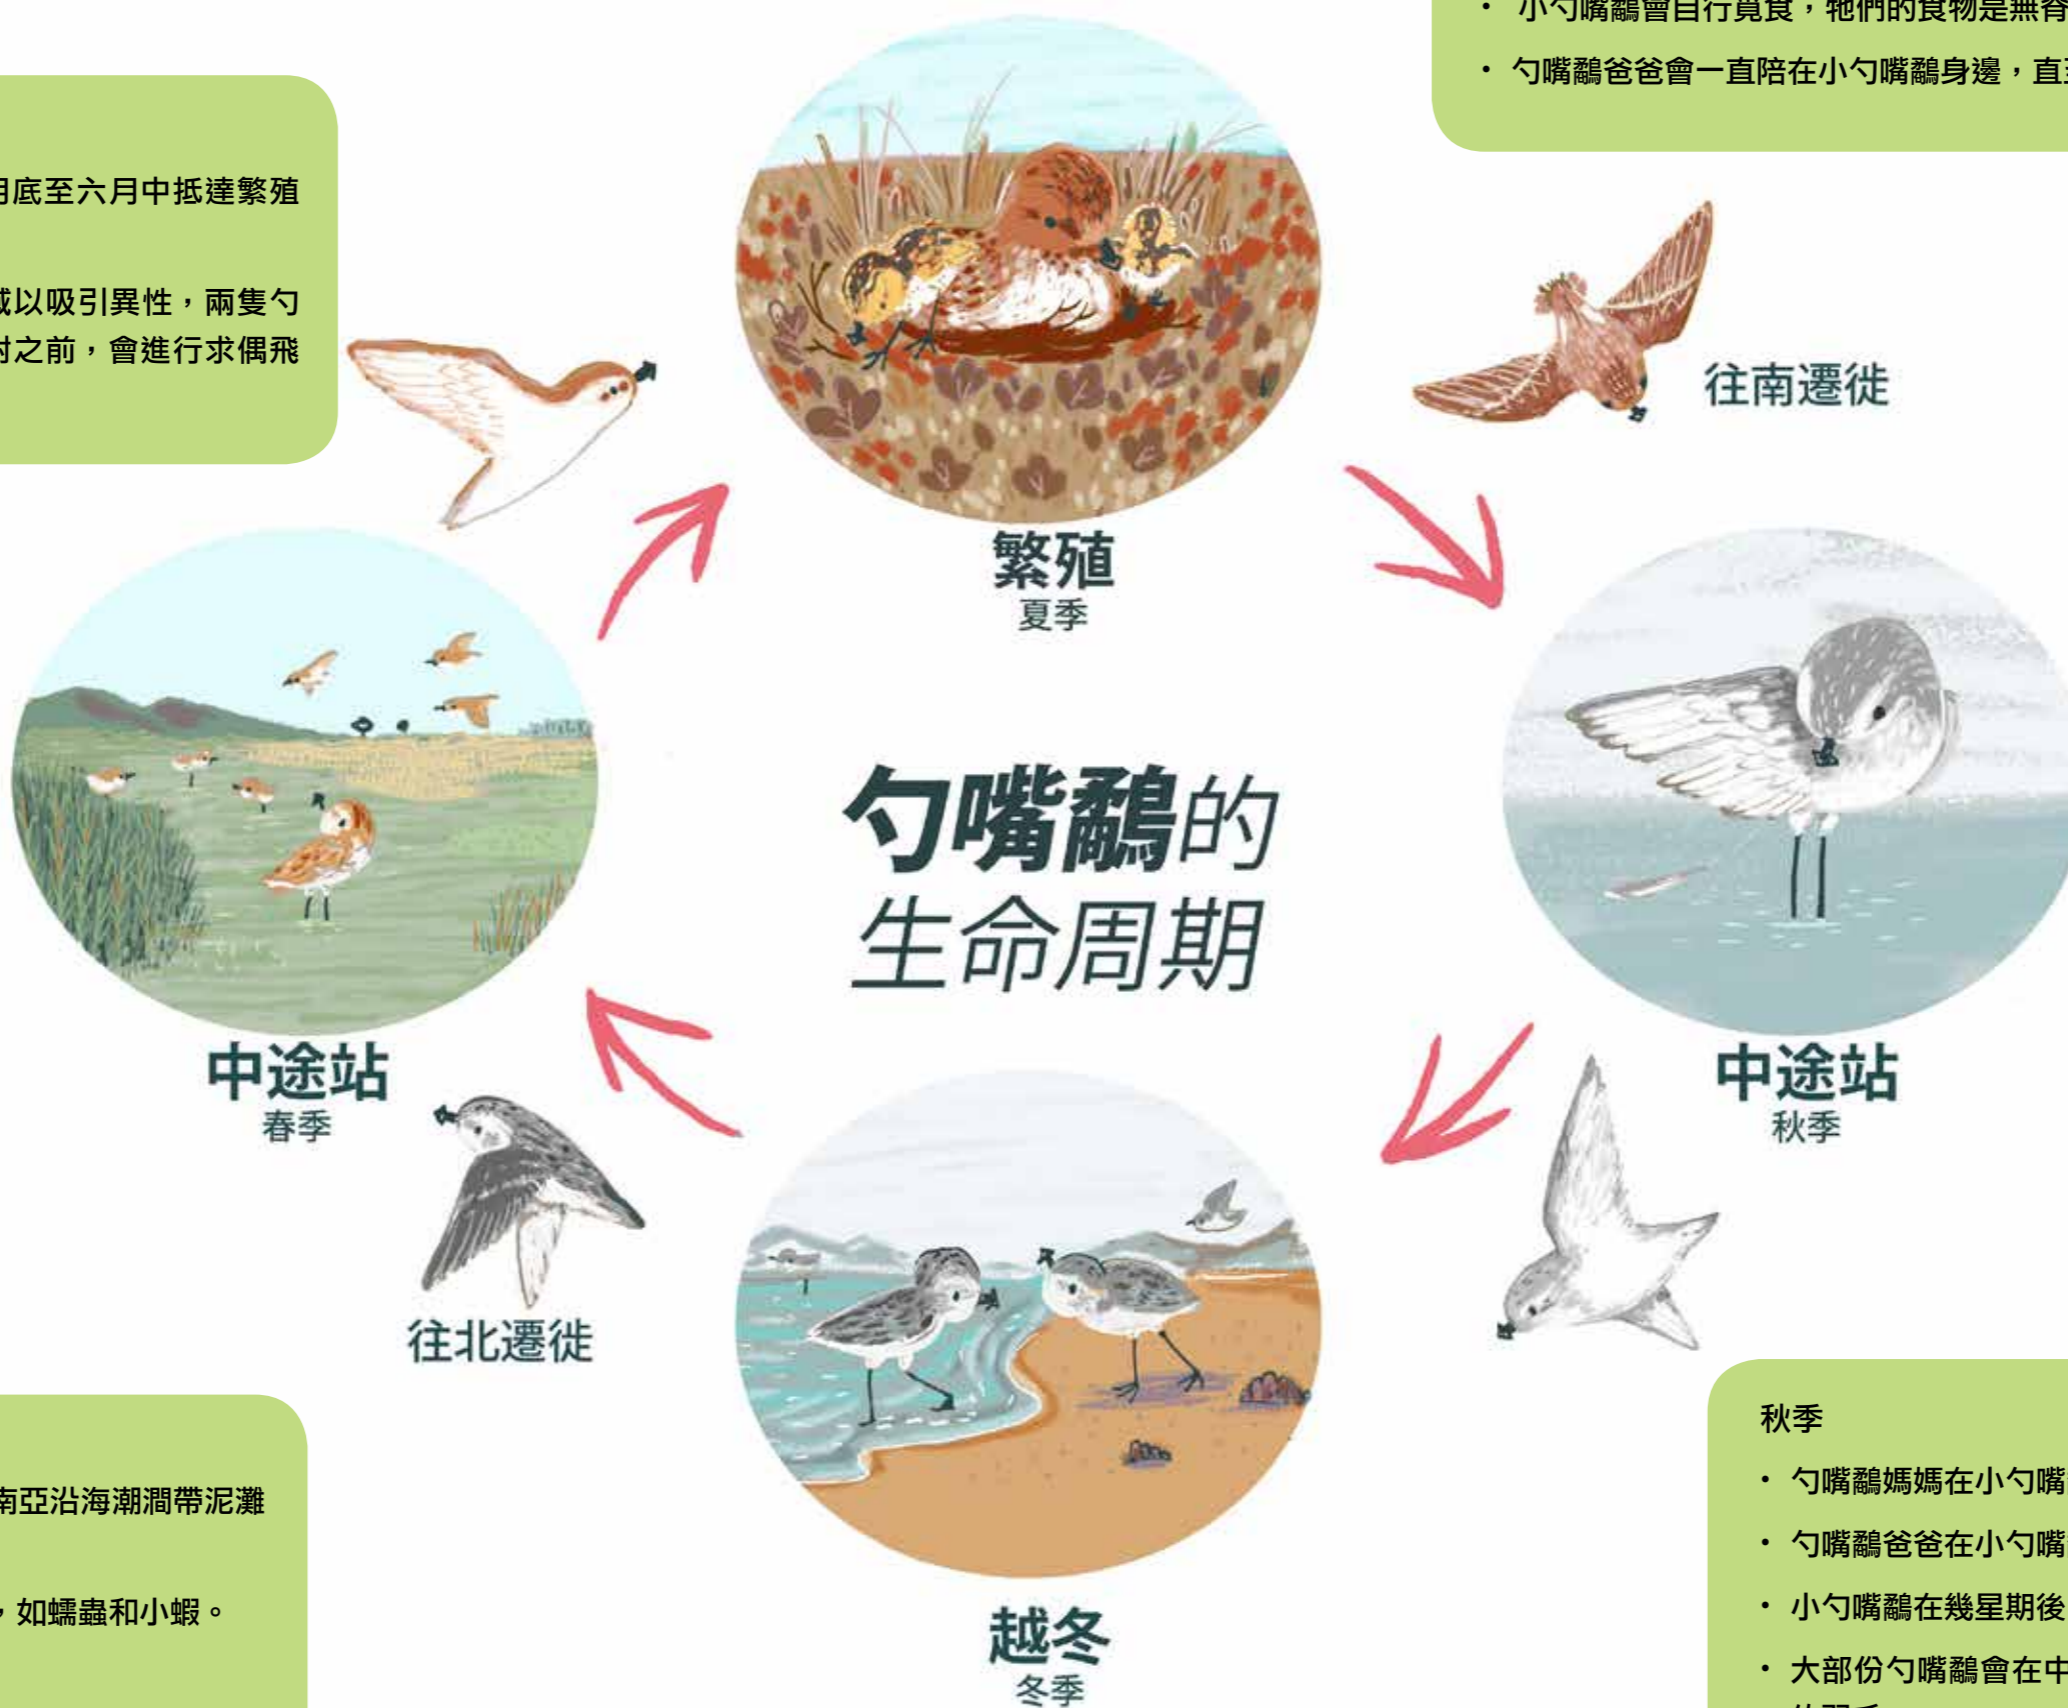 · 小勺嘴鷸會自行覓食，牠們的食物是無脊
· 勺嘴鷸爸爸會一直陪在小勺嘴鷸身邊，直至
月底至六月中抵達繁殖
域以吸引異性，兩隻勺
對之前，會進行求偶飛
往南遷徙
繁殖
夏季
勺嘴鷸的
生命周期
中途站
春季
中途站
秋季
往北遷徙
越冬
冬季
南亞沿海潮澗帶泥灘
，如蠕蟲和小蝦。
秋季
· 勺嘴鷸媽媽在小勺嘴
· 勺嘴鷸爸爸在小勺嘴
· 小勺嘴鷸在幾星期後
· 大部份勺嘴鷸會在中